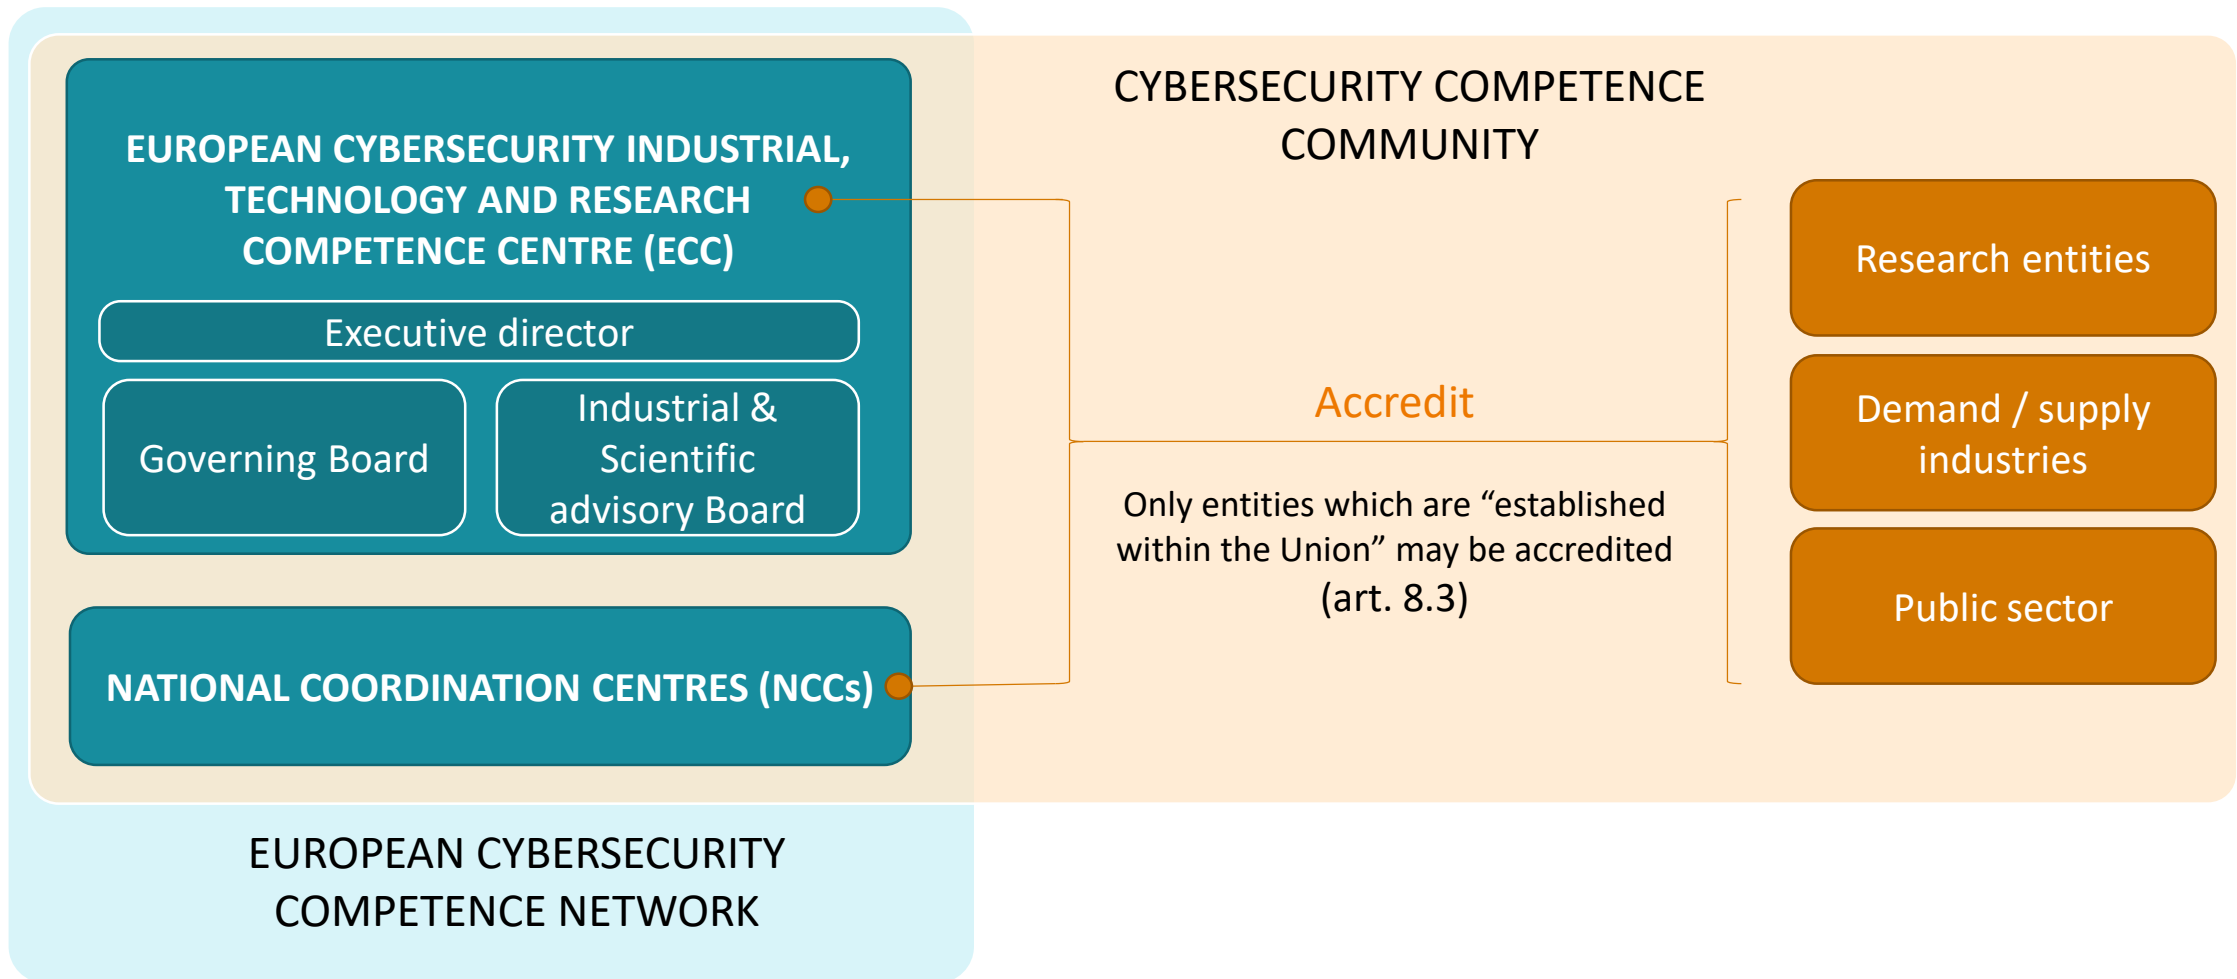 EUROPEAN CYBERSECURITY INDUSTRIAL,
TECHNOLOGY AND RESEARCH
COMPETENCE CENTRE (ECC)
Executive director
Governing Board
Industrial &
Scientific
advisory Board
NATIONAL COORDINATION CENTRES (NCCs)
EUROPEAN CYBERSECURITY
COMPETENCE NETWORK
CYBERSECURITY COMPETENCE
COMMUNITY
Accredit
Only entities which are “established
within the Union” may be accredited
(art. 8.3)
Research entities
Demand / supply
industries
Public sector